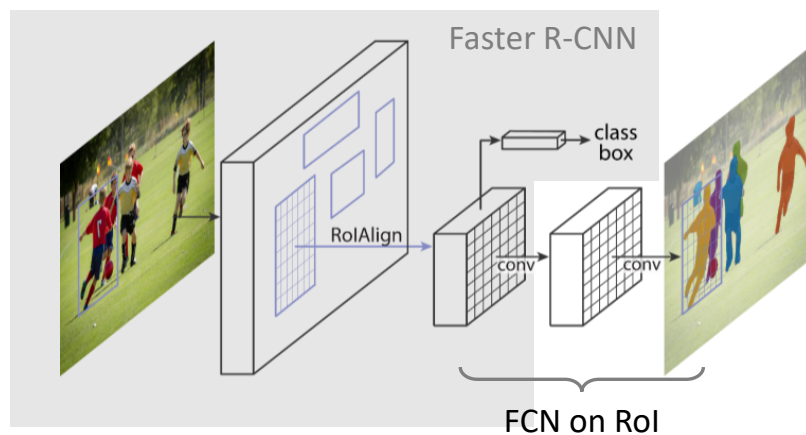 Faster R-CNN
class
box
RoIAlign
conv
conv
FCN on RoI